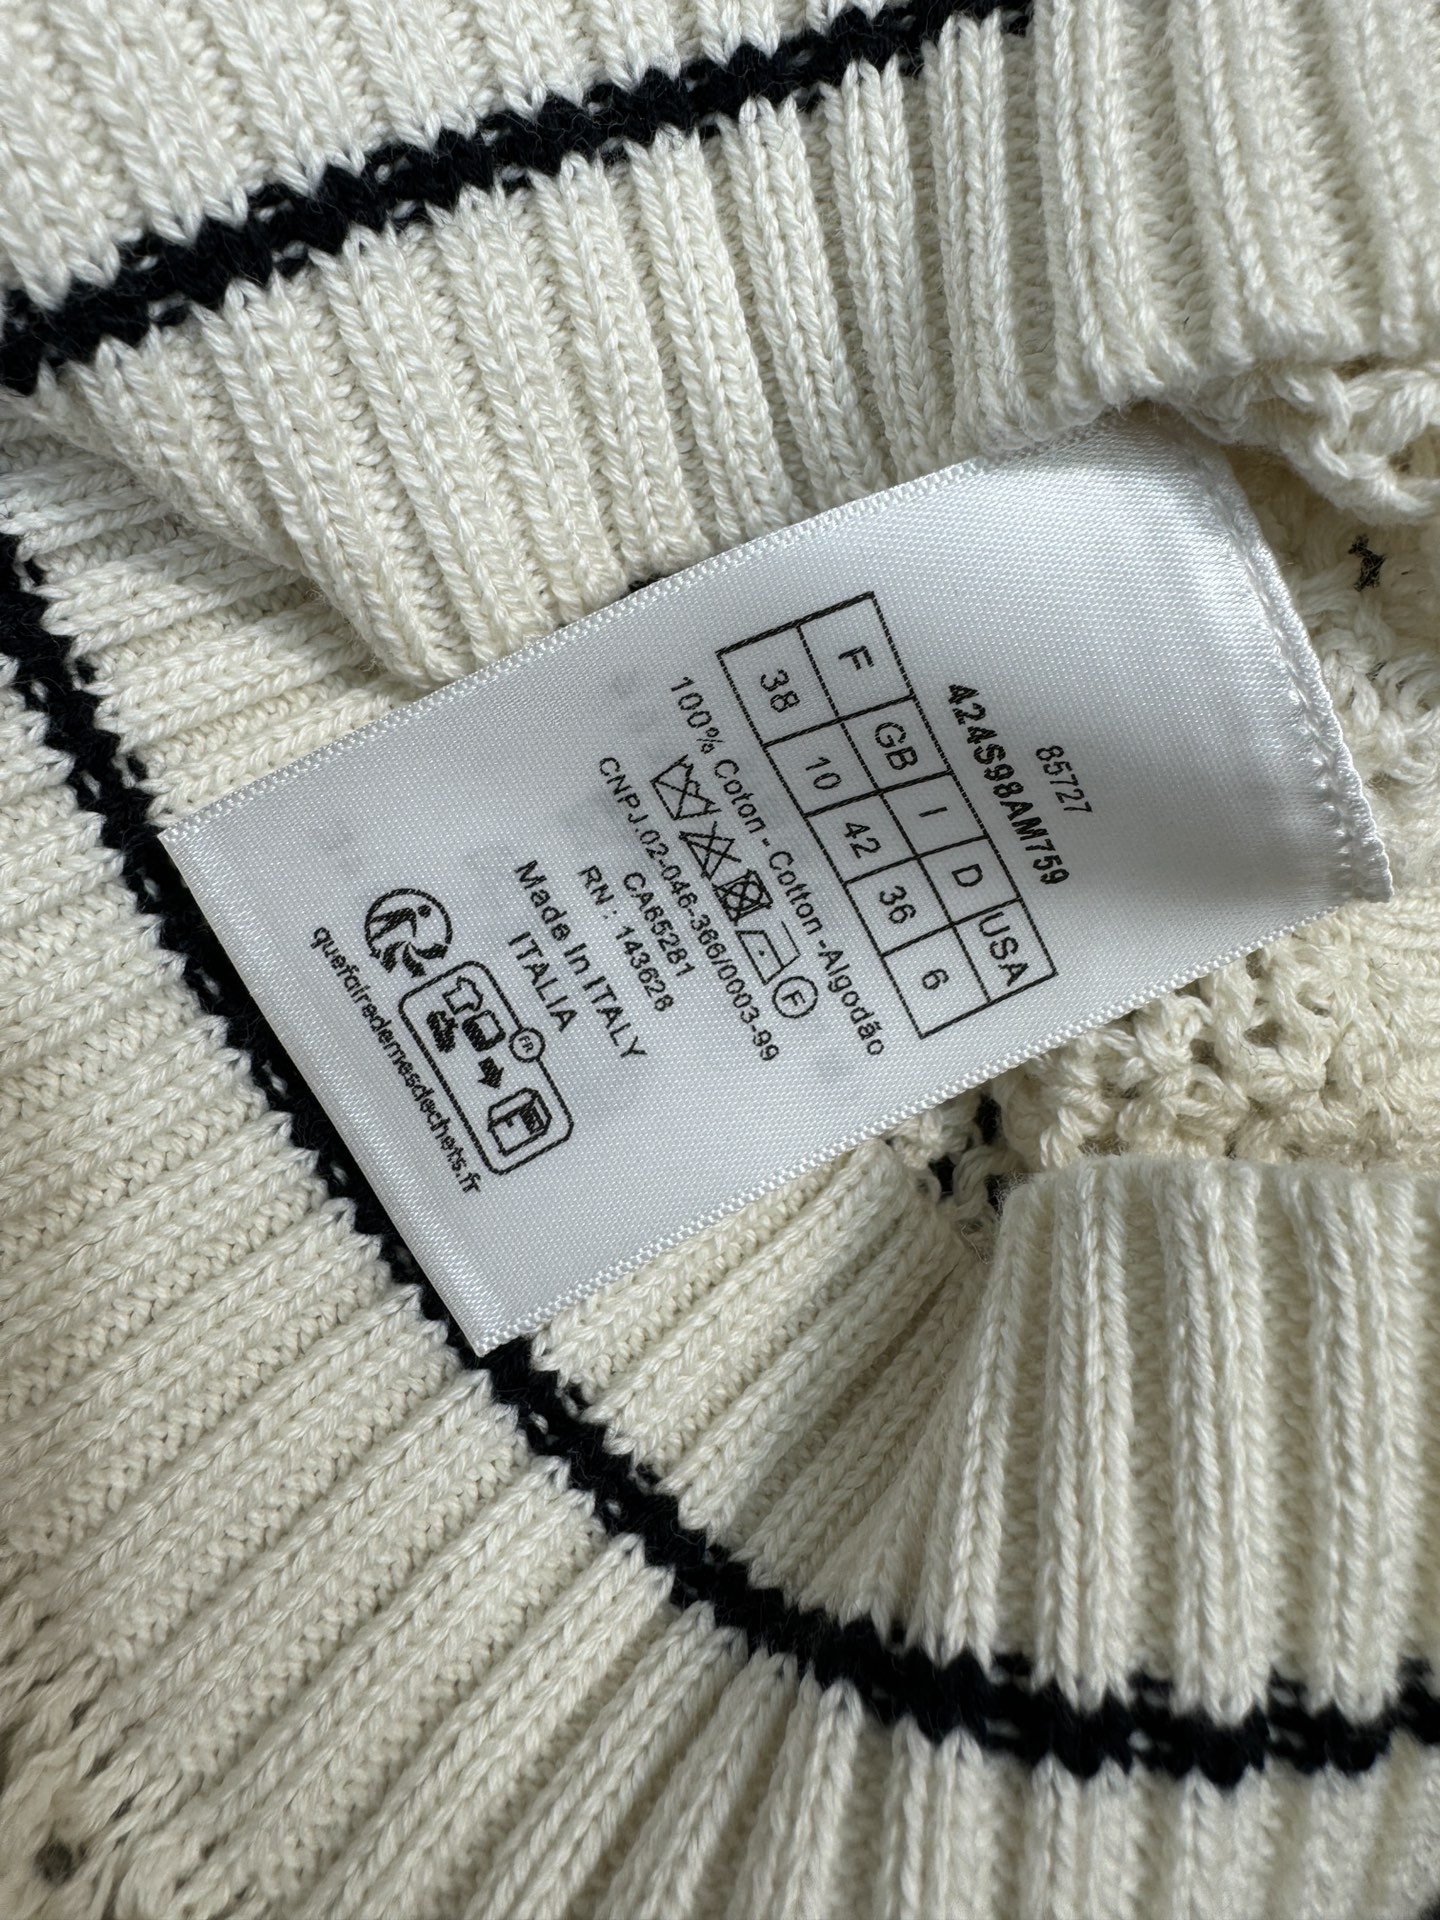 85727
424S98AM759
F GB I D USA
38 10 42 36 6
100% Coton - Cotton -Algodão
F
CNPJ.02-046-366/0003-99
CA65281
RN : 143628
Made In ITALY
ITALIA
FR
quefairedemesdechets.fr